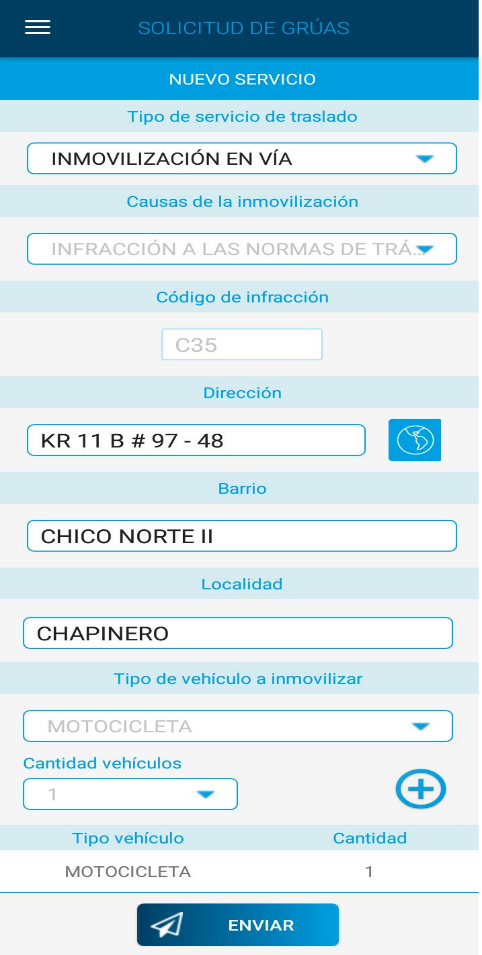 SOLICITUD DE GRÚAS
NUEVO SERVICIO
Tipo de servicio de traslado
INMOVILIZACIÓN EN VÍA
Causas de la inmovilización
INFRACCIÓN A LAS NORMAS DE TRÁ...
Código de infracción
C35
Dirección
KR 11 B # 97 - 48
Barrio
CHICO NORTE II
Localidad
CHAPINERO
Tipo de vehículo a inmovilizar
MOTOCICLETA
Cantidad vehículos
1
Tipo vehículo Cantidad
MOTOCICLETA 1
ENVIAR